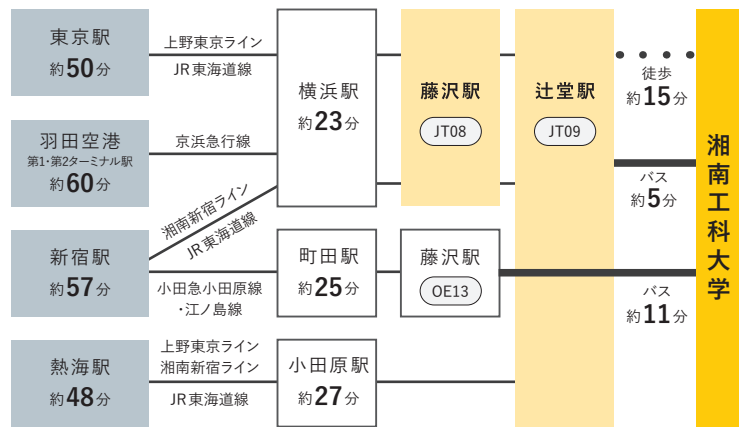 東京駅
約50分
上野東京ライン
JR東海道線
横浜駅
約23分
藤沢駅
JT08
辻堂駅
JT09
徒歩
約15分
羽田空港
第1・第2ターミナル駅
約60分
京浜急行線
バス
約5分
湘南工科大学
湘南新宿ライン
JR東海道線
新宿駅
約57分
小田急小田原線
・江ノ島線
町田駅
約25分
藤沢駅
OE13
バス
約11分
熱海駅
約48分
上野東京ライン
湘南新宿ライン
JR東海道線
小田原駅
約27分